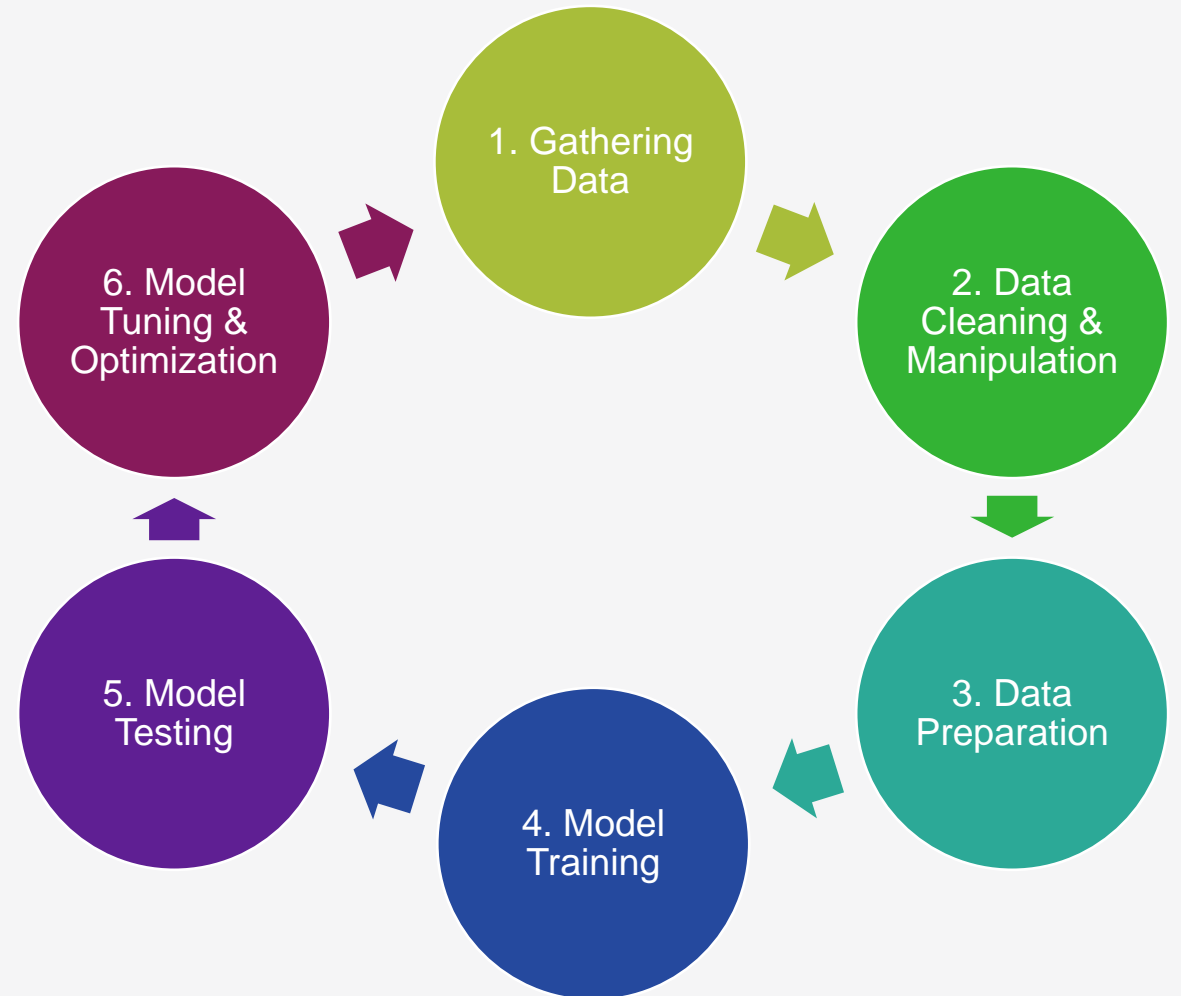 1. Gathering
Data
2. Data
Cleaning &
Manipulation
3. Data
Preparation
4. Model
Training
5. Model
Testing
6. Model
Tuning &
Optimization